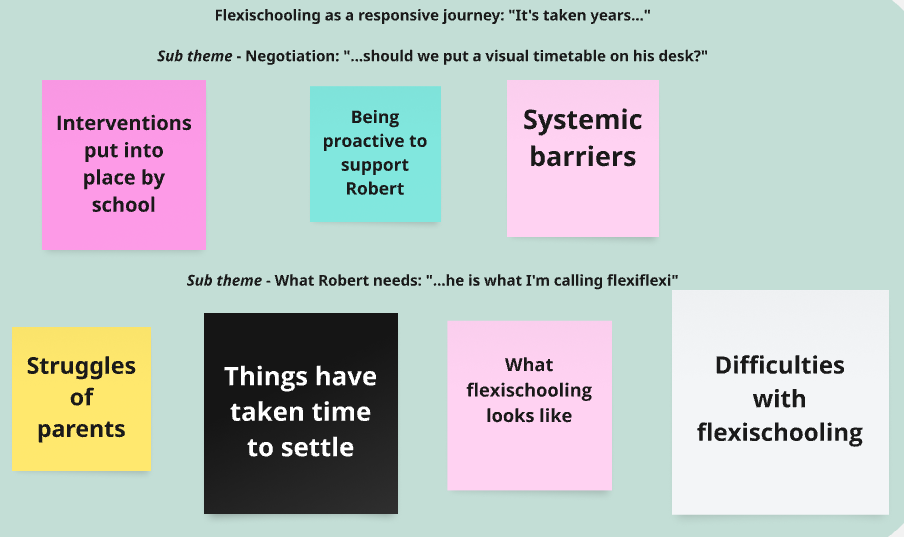 Flexischooling as a responsive journey: "It's taken years..."
Sub theme - Negotiation: "...should we put a visual timetable on his desk?"
Interventions
put into
place by
school
Being
proactive to
support
Robert
Systemic
barriers
Sub theme - What Robert needs: "...he is what I'm calling flexiflexi"
Struggles
of
parents
Things have
taken time
to settle
What
flexischooling
looks like
Difficulties
with
flexischooling